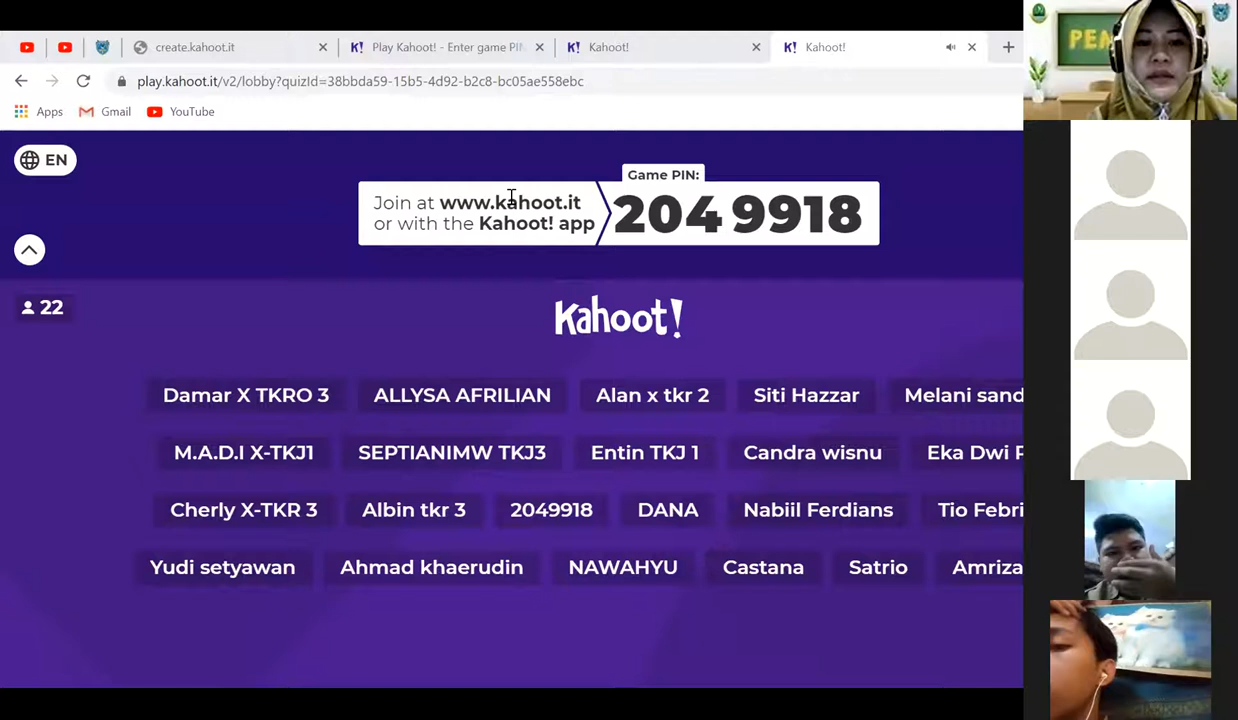 create.kahoot.it
Play Kahoot! - Enter game PIN
Kahoot!
Kahoot!
play.kahoot.it/v2/lobby?quizId=38bbda59-15b5-4d92-b2c8-bc05ae558ebc
Apps
Gmail
YouTube
EN
Join at www.kahoot.it
or with the Kahoot! app
Game PIN:
204 9918
22
Kahoot!
Damar X TKRO 3
ALLYSA AFRILIAN
Alan x tkr 2
Siti Hazzar
Melani sand
M.A.D.I X-TKJ1
SEPTIANIMW TKJ3
Entin TKJ 1
Candra wisnu
Eka Dwi P
Cherly X-TKR 3
Albin tkr 3
2049918
DANA
Nabiil Ferdians
Tio Febri
Yudi setyawan
Ahmad khaerudin
NAWAHYU
Castana
Satrio
Amriza
PEN